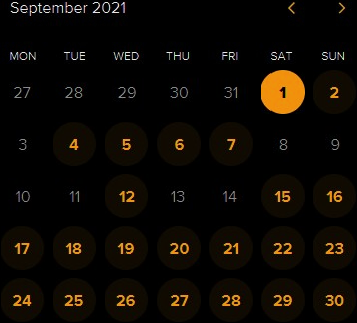 September 2021 < >
MON TUE WED THU FRI SAT SUN
27 28 29 30 31 1 2
3 4 5 6 7 8 9
10 11 12 13 14 15 16
17 18 19 20 21 22 23
24 25 26 27 28 29 30